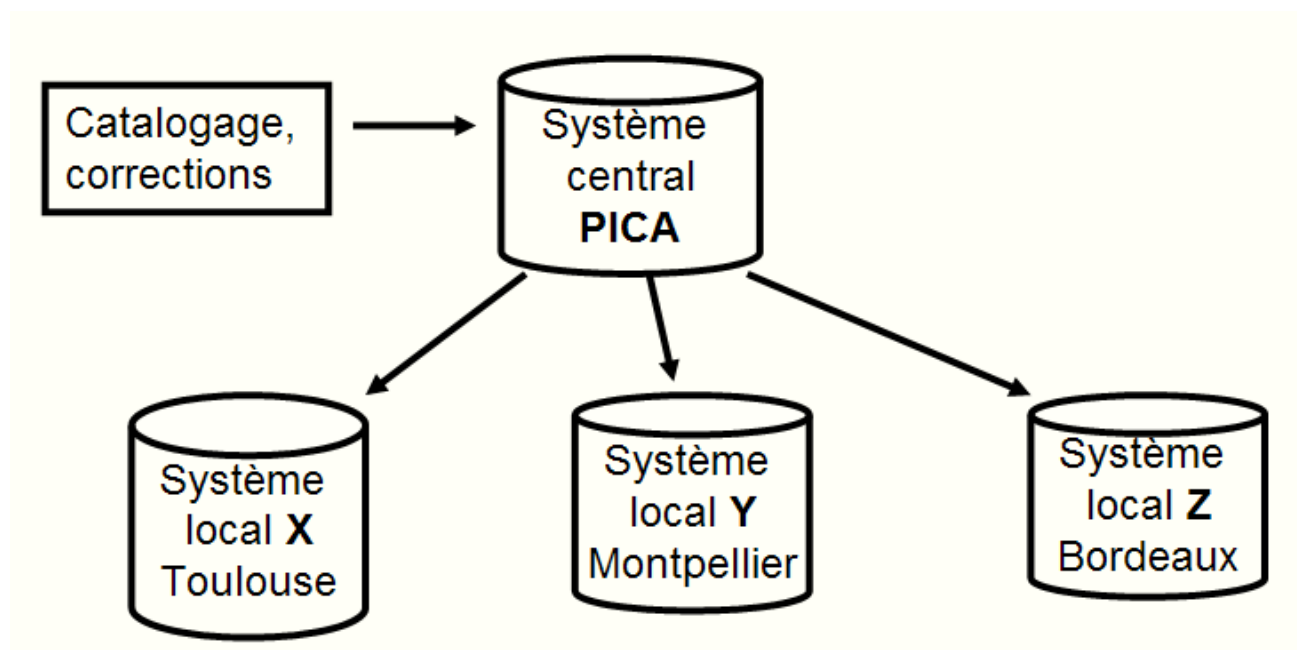 Catalogage,
corrections
Système
central
PICA
Système
local X
Toulouse
Système
local Y
Montpellier
Système
local Z
Bordeaux